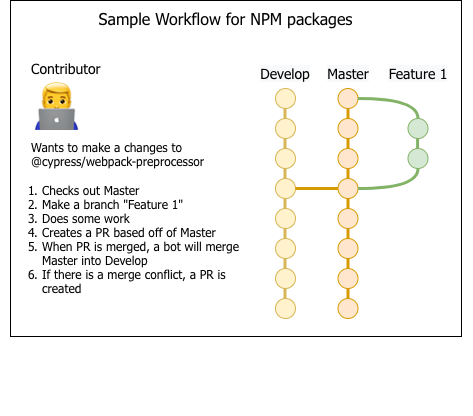 Sample Workflow for NPM packages
Contributor
Develop
Master
Feature 1
Wants to make a changes to
@cypress/webpack-preprocessor
1. Checks out Master
2. Make a branch "Feature 1"
3. Does some work
4. Creates a PR based off of Master
5. When PR is merged, a bot will merge
Master into Develop
6. If there is a merge conflict, a PR is
created